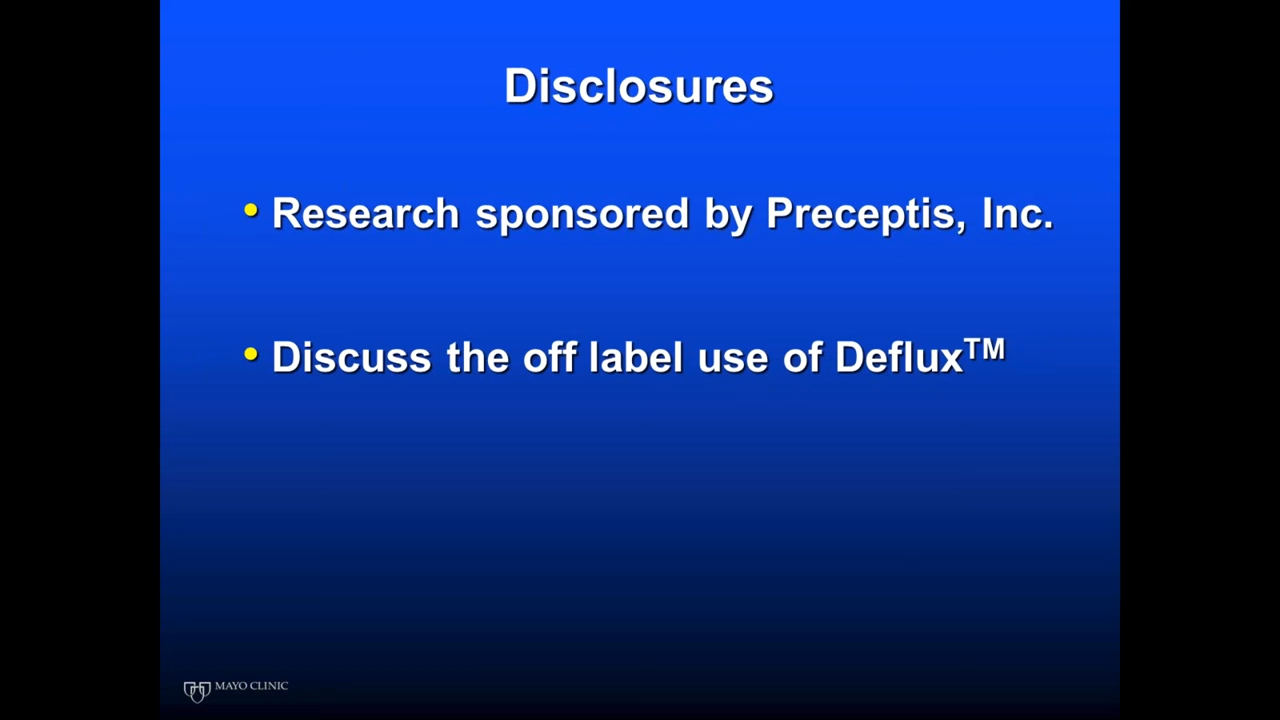 Disclosures
• Research sponsored by Preceptis, Inc.
• Discuss the off label use of Deflux™
MAYO CLINIC